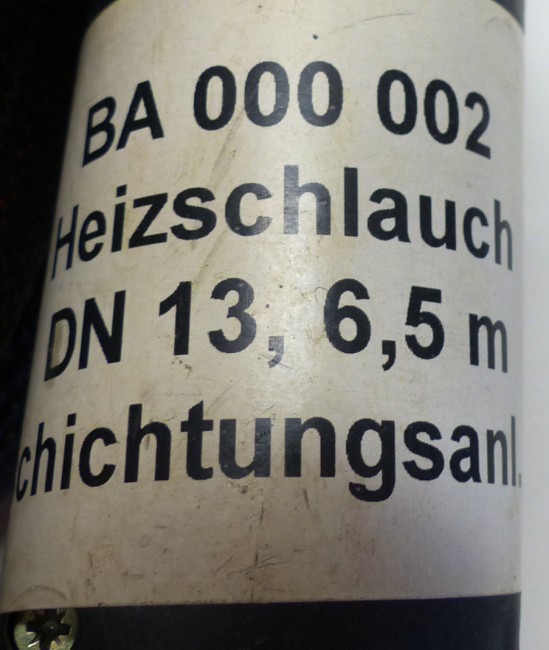 BA 000 002
Heizschlauch
DN 13, 6,5 m
chichtungsanl.